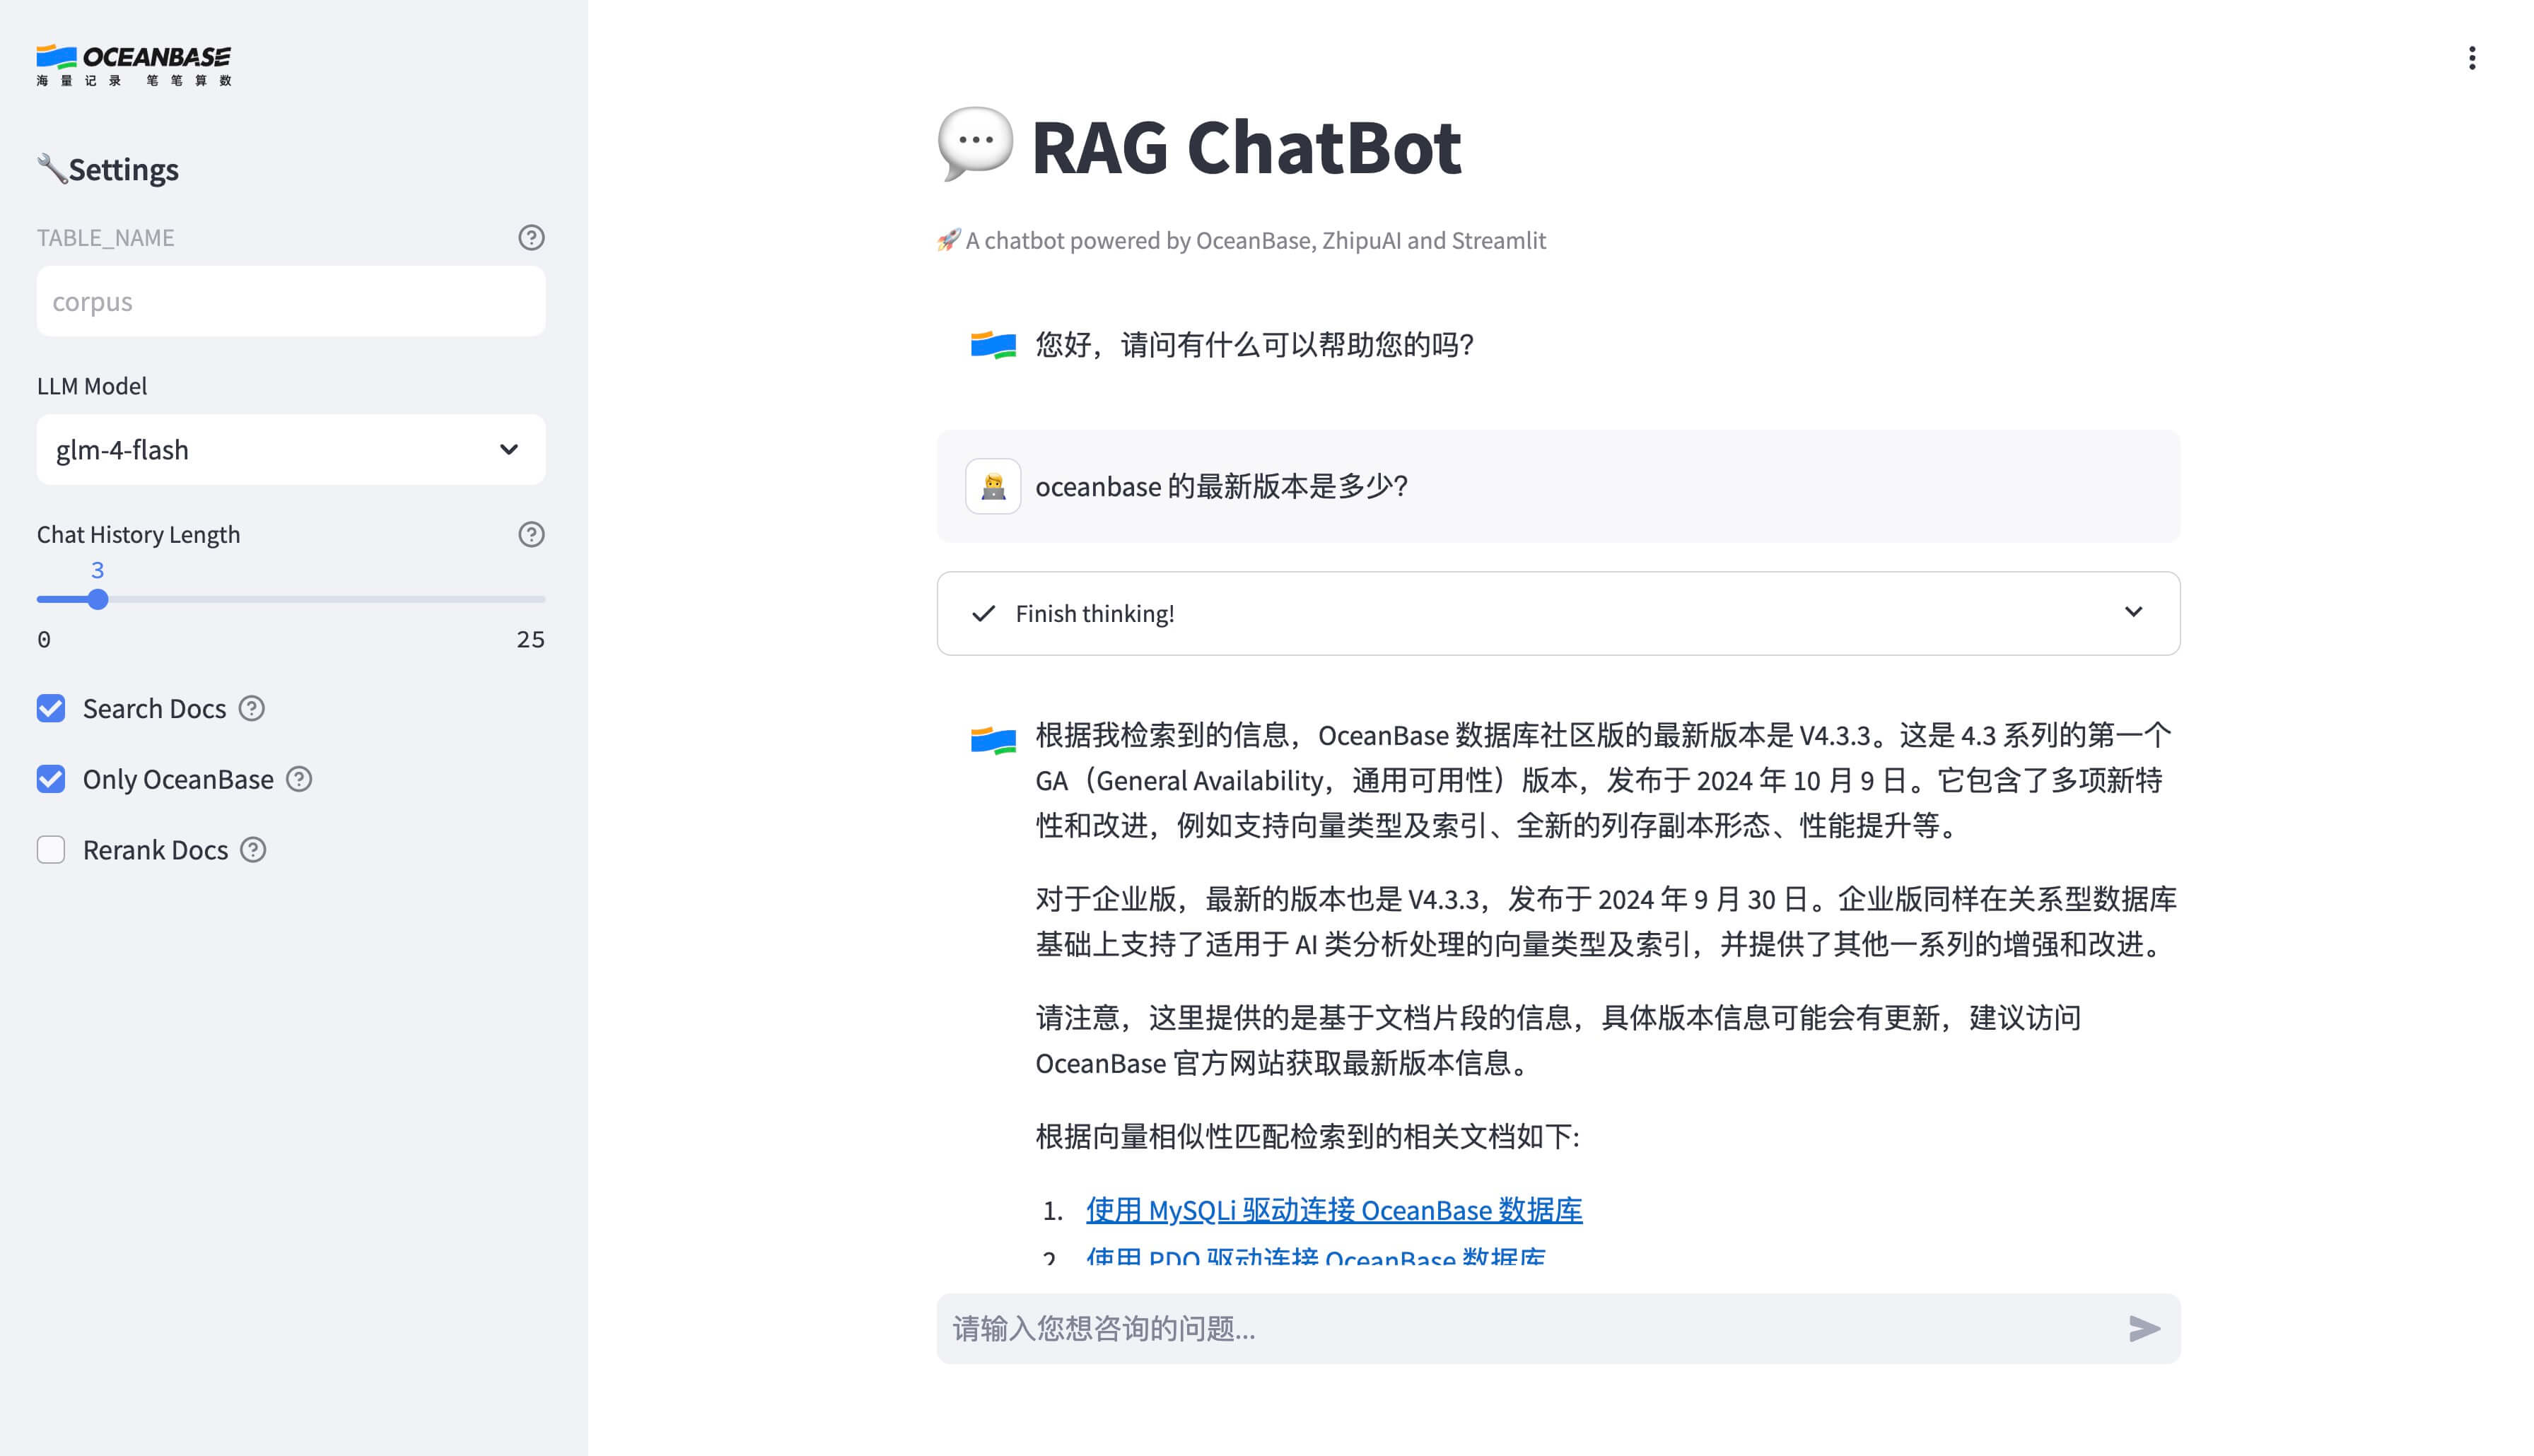 OCEANBASE
海量记录 笔笔算数
Settings
TABLE_NAME
corpus
LLM Model
glm-4-flash
Chat History Length
3
0 25
Search Docs
Only OceanBase
Rerank Docs
RAG ChatBot
A chatbot powered by OceanBase, ZhipuAI and Streamlit
您好，请问有什么可以帮助您的吗?
oceanbase 的最新版本是多少?
Finish thinking!
根据我检索到的信息，OceanBase 数据库社区版的最新版本是 V4.3.3。这是 4.3 系列的第一个
GA（General Availability，通用可用性）版本，发布于 2024 年 10 月 9 日。它包含了多项新特
性和改进，例如支持向量类型及索引、全新的列存副本形态、性能提升等。
对于企业版，最新的版本也是 V4.3.3，发布于 2024 年 9 月 30 日。企业版同样在关系型数据库
基础上支持了适用于 AI 类分析处理的向量类型及索引，并提供了其他一系列的增强和改进。
请注意，这里提供的是基于文档片段的信息，具体版本信息可能会有更新，建议访问
OceanBase 官方网站获取最新版本信息。
根据向量相似性匹配检索到的相关文档如下:
1. 使用 MySQLi 驱动连接 OceanBase 数据库
2 使用 PDO 驱动连接 OceanBase 数据库
请输入您想咨询的问题...